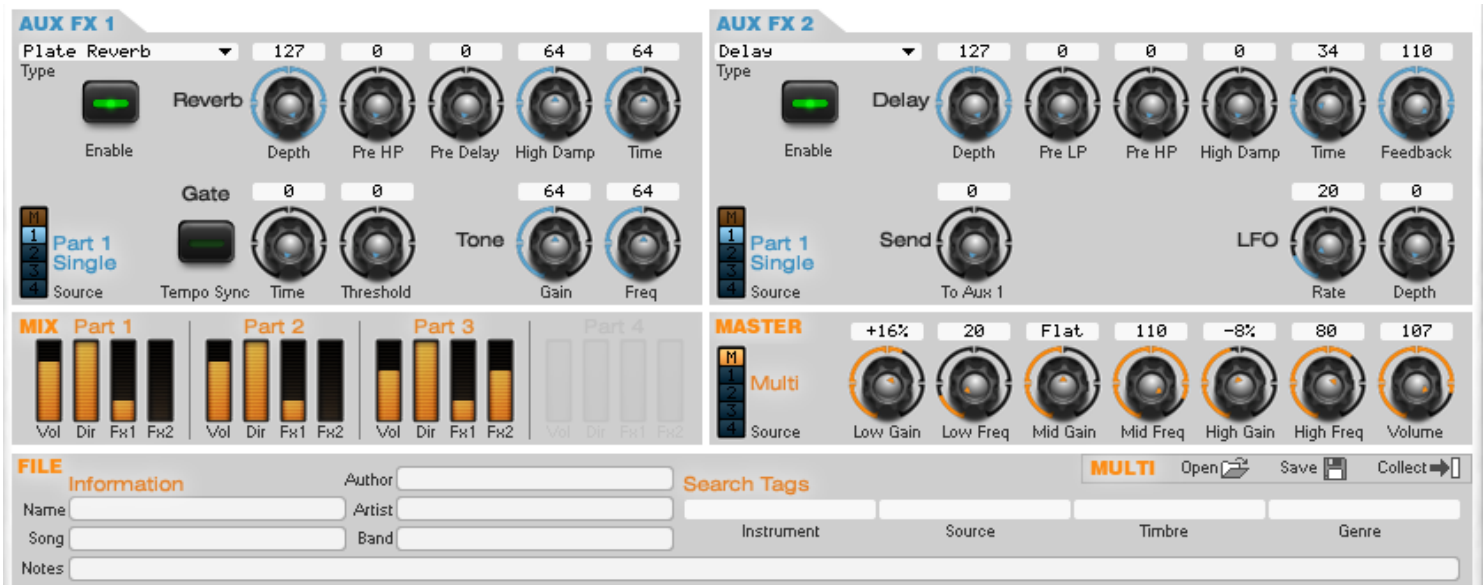 AUX FX 1
Plate Reverb 127 0 0 64 64
Type
Reverb
Enable Depth Pre HP Pre Delay High Damp Time
Gate 0 0 64 64
M
1
2
3
4
Part 1
Single
Tone
Source Tempo Sync Time Threshold Gain Freq
AUX FX 2
Delay 127 0 0 0 34 110
Type
Delay
Enable Depth Pre LP Pre HP High Damp Time Feedback
0 20 0
M
1
2
3
4
Part 1
Single
Send LFO
Source To Aux 1 Rate Depth
MIX Part 1 Part 2 Part 3 Part 4
Vol Dir Fx1 Fx2 Vol Dir Fx1 Fx2 Vol Dir Fx1 Fx2 Vol Dir Fx1 Fx2
MASTER +16% 20 Flat 110 -8% 80 107
M
1
2
3
4
Multi
Source Low Gain Low Freq Mid Gain Mid Freq High Gain High Freq Volume
FILE
Information
Name
Song
Author
Artist
Band
Notes
Search Tags
Instrument Source Timbre Genre
MULTI Open Save Collect